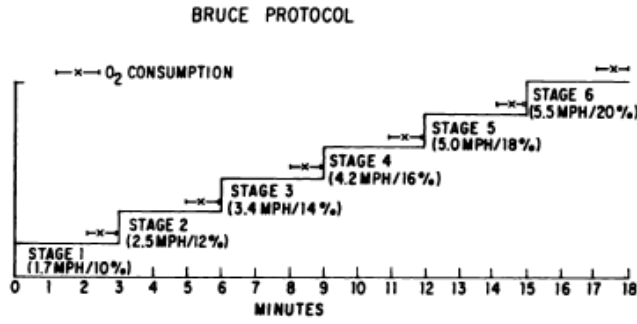 BRUCE PROTOCOL
O2 CONSUMPTION
STAGE 6
(5.5 MPH/20%)
STAGE 5
(5.0 MPH/18%)
STAGE 4
(4.2 MPH/16%)
STAGE 3
(3.4 MPH/14%)
STAGE 2
(2.5 MPH/12%)
STAGE 1
(1.7 MPH/10%)
0 1 2 3 4 5 6 7 8 9 10 11 12 13 14 15 16 17 18
MINUTES